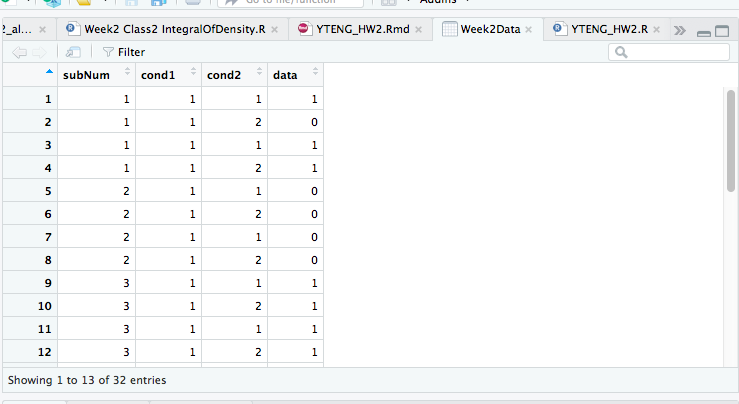 Go to file/function Addins
2_al... Week2 Class2 IntegralOfDensity.R YTENG_HW2.Rmd Week2Data YTENG_HW2.R
Filter
subNum cond1 cond2 data
1 1 1 1 1
2 1 1 2 0
3 1 1 1 1
4 1 1 2 1
5 2 1 1 0
6 2 1 2 0
7 2 1 1 0
8 2 1 2 0
9 3 1 1 1
10 3 1 2 1
11 3 1 1 1
12 3 1 2 1
Showing 1 to 13 of 32 entries